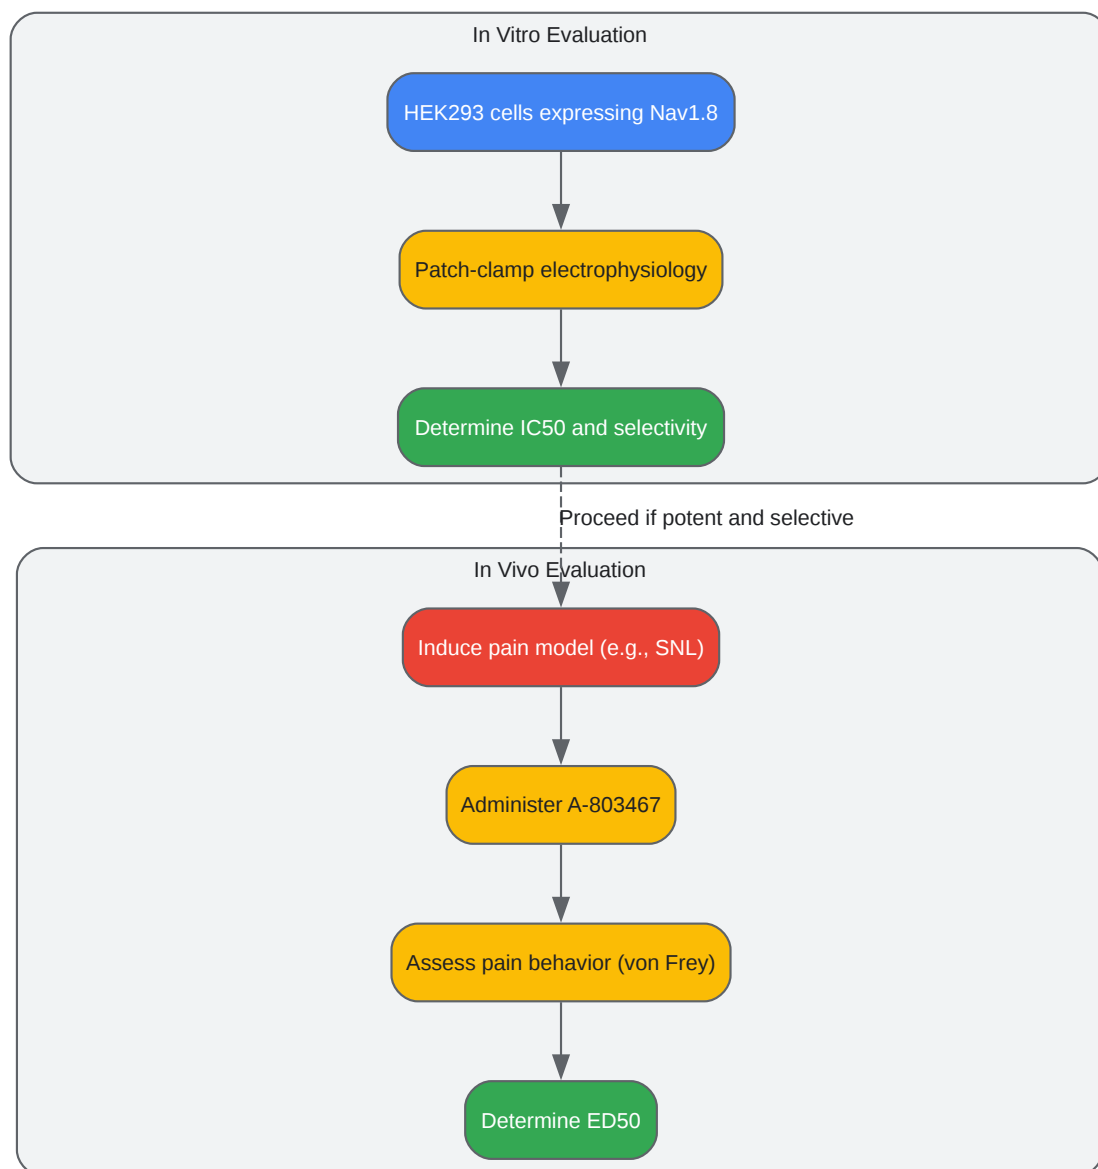 In Vitro Evaluation
HEK293 cells expressing Nav1.8
Patch-clamp electrophysiology
Determine IC50 and selectivity
Proceed if potent and selective
In Vivo Evaluation
Induce pain model (e.g., SNL)
Administer A-803467
Assess pain behavior (von Frey)
Determine ED50